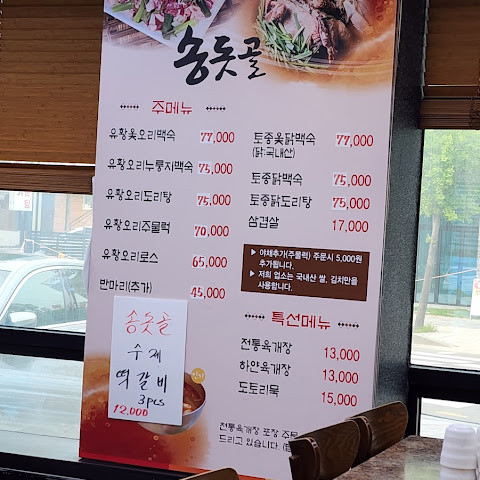 송돗골
주메뉴
유황옻오리백숙 77,000
유황오리누룽지백숙 75,000
유황오리도리탕 75,000
유황오리주물럭 70,000
유황오리로스 65,000
반마리(추가) 45,000
토종옻닭백숙 77,000
(닭:국내산)
토종닭백숙 75,000
토종닭도리탕 75,000
삼겹살 17,000
▶ 야채추가(주물럭) 주문시 5,000원
추가됩니다.
▶ 저희 업소는 국내산 쌀, 김치만을
사용합니다.
특선메뉴
전통육개장 13,000
하얀육개장 13,000
도토리묵 15,000
전통육개장 포장 주문
드리고 있습니다.
송돗골
수제
떡갈비
3pcs
12,000